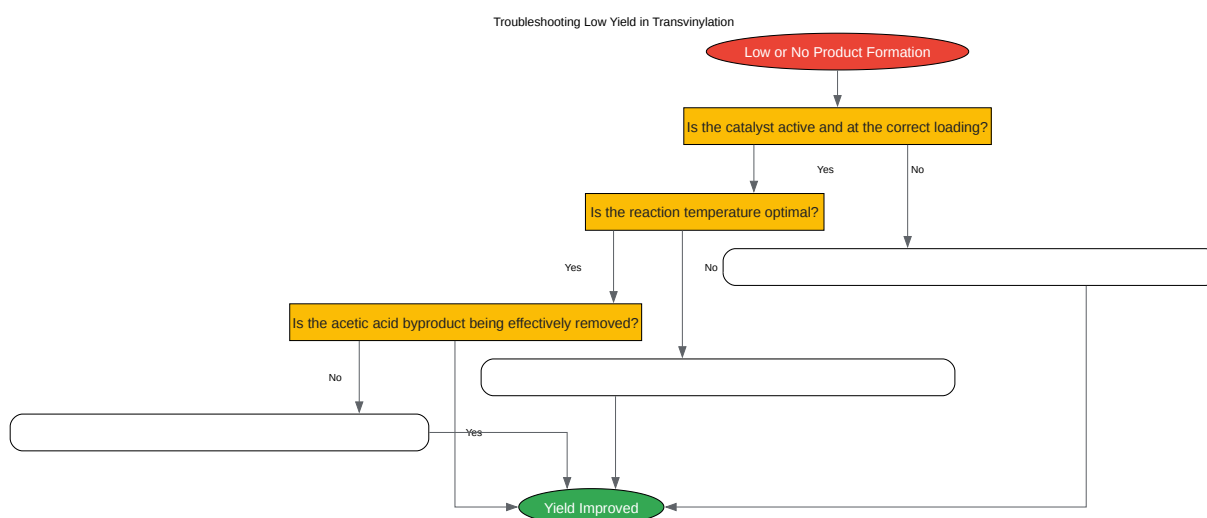 Troubleshooting Low Yield in Transvinylation
Low or No Product Formation
Is the catalyst active and at the correct loading?
Yes
No
Is the reaction temperature optimal?
Yes
No
Is the acetic acid byproduct being effectively removed?
No
Yes
Yield Improved